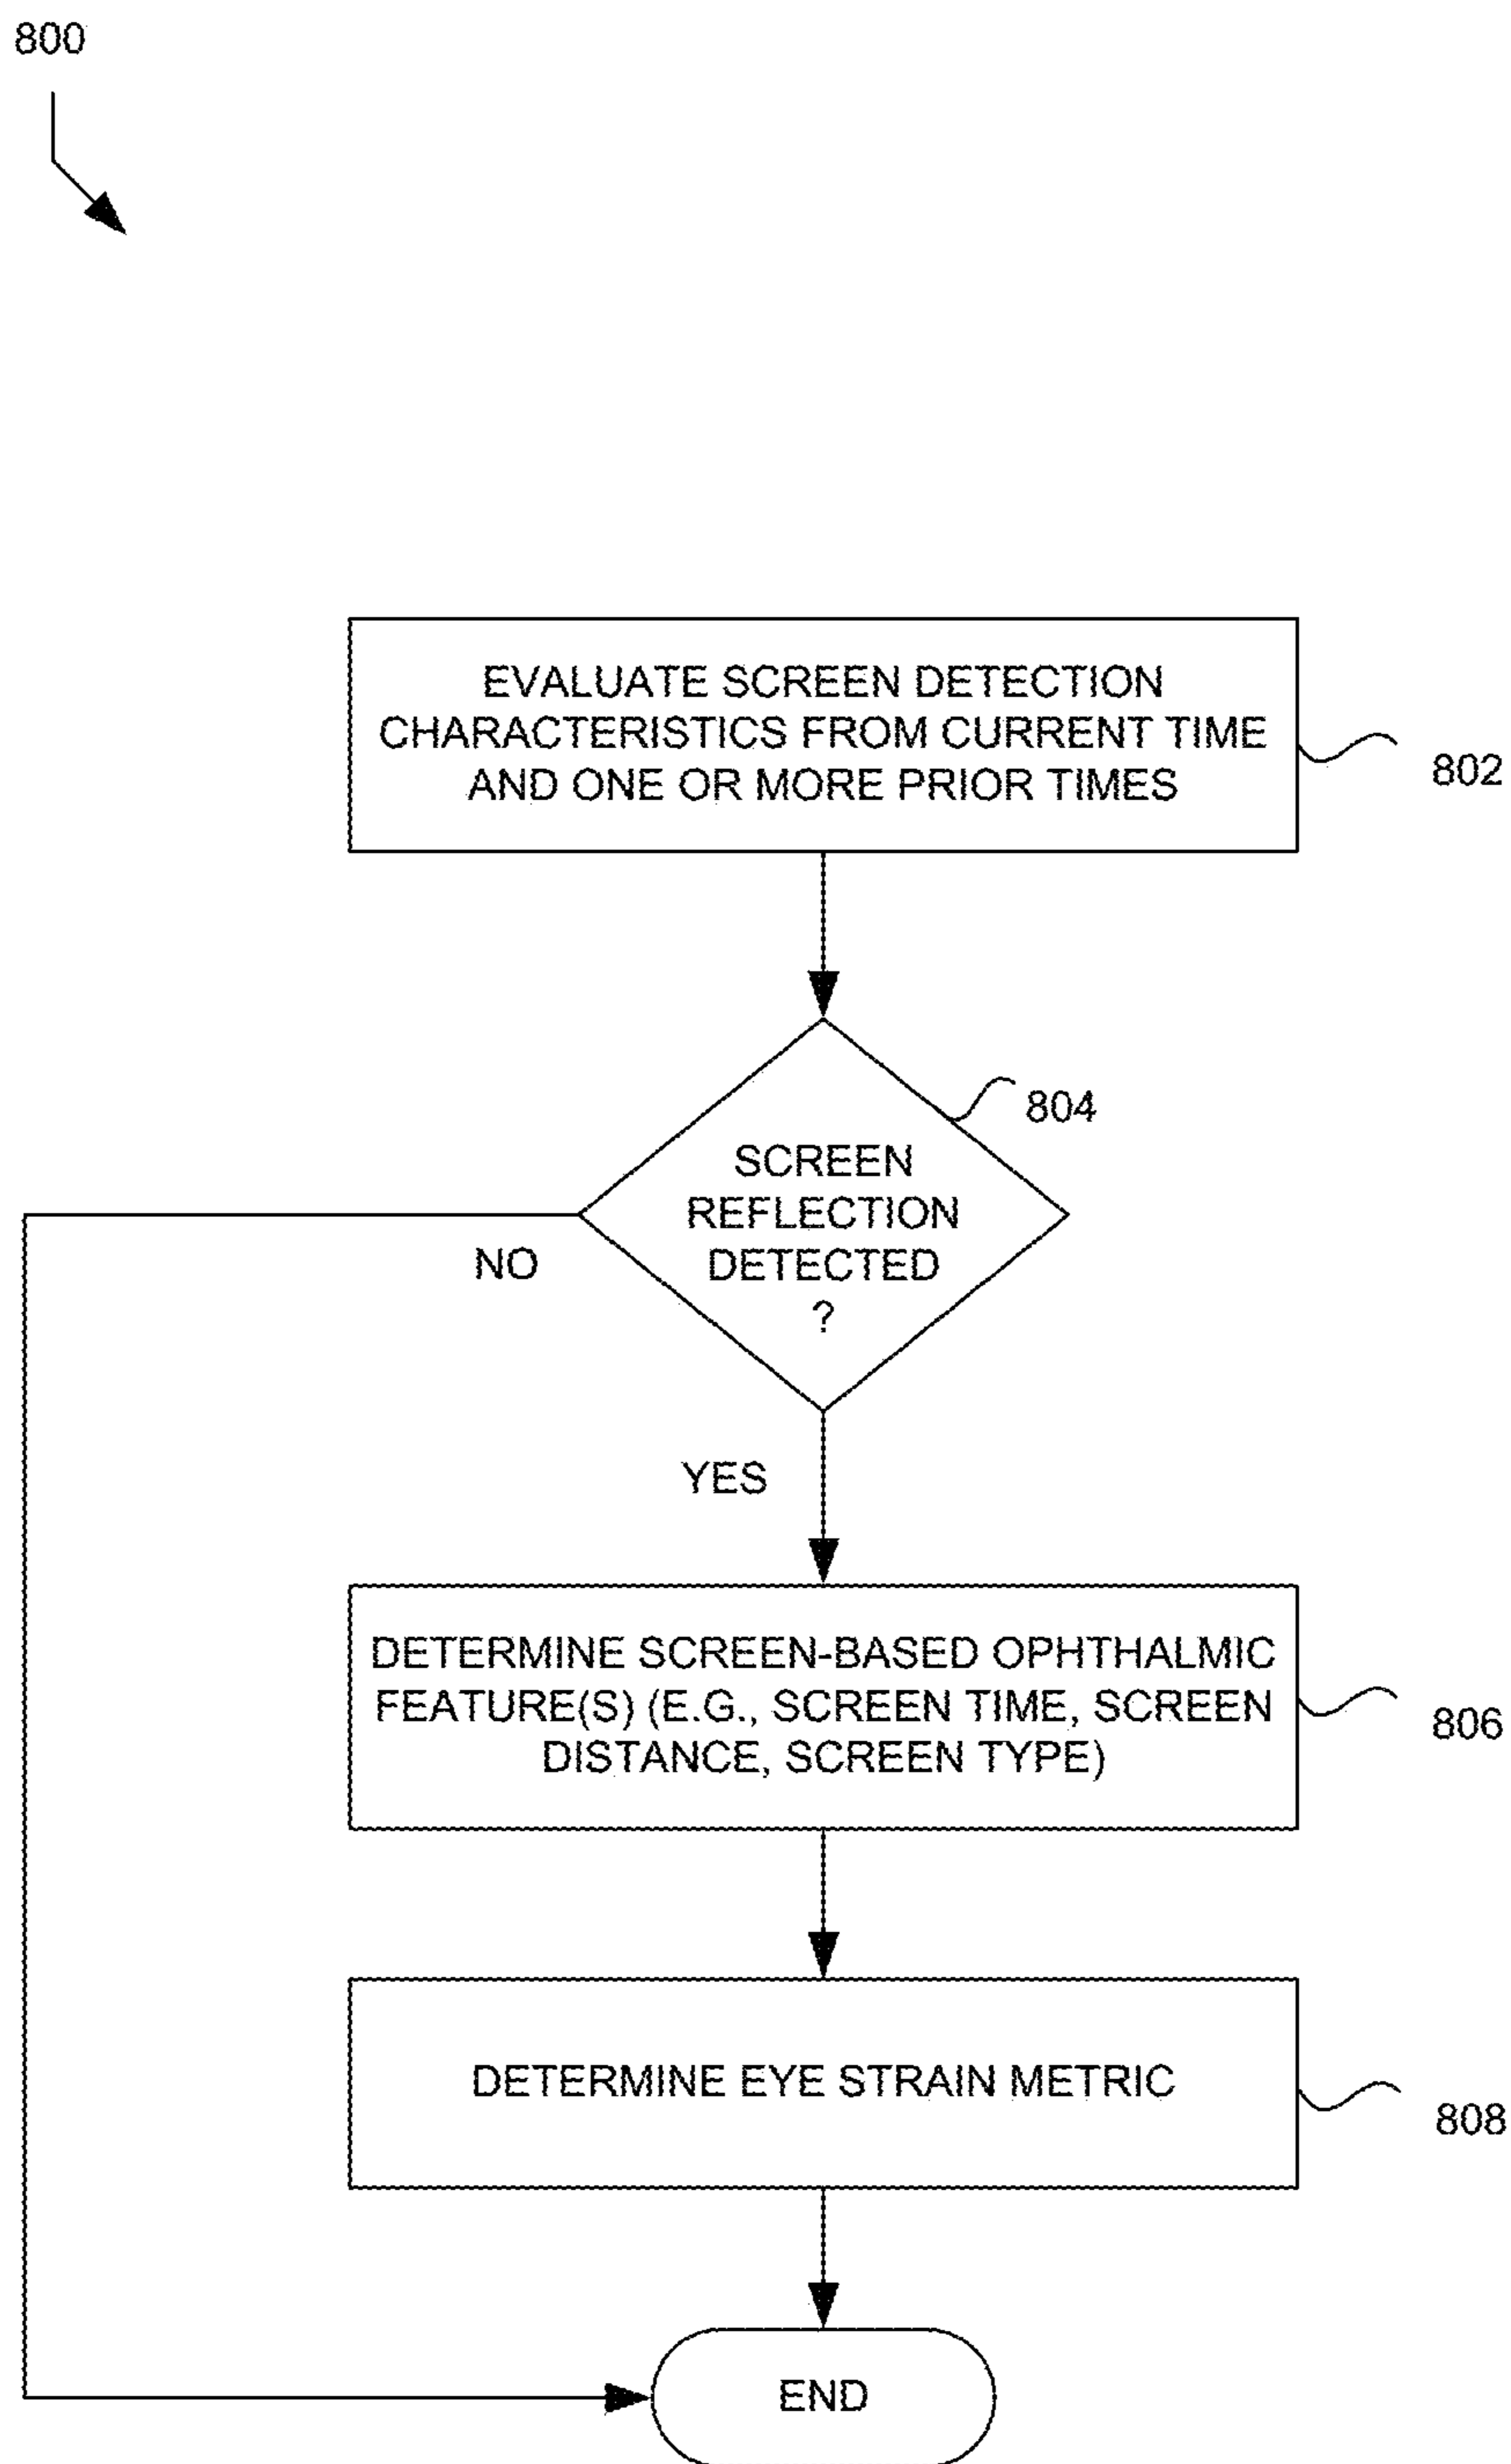 800
EVALUATE SCREEN DETECTION
CHARACTERISTICS FROM CURRENT TIME
AND ONE OR MORE PRIOR TIMES
802
804
SCREEN
REFLECTION
DETECTED
?
NO
YES
DETERMINE SCREEN-BASED OPHTHALMIC
FEATURE(S) (E.G., SCREEN TIME, SCREEN
DISTANCE, SCREEN TYPE)
806
DETERMINE EYE STRAIN METRIC
808
END